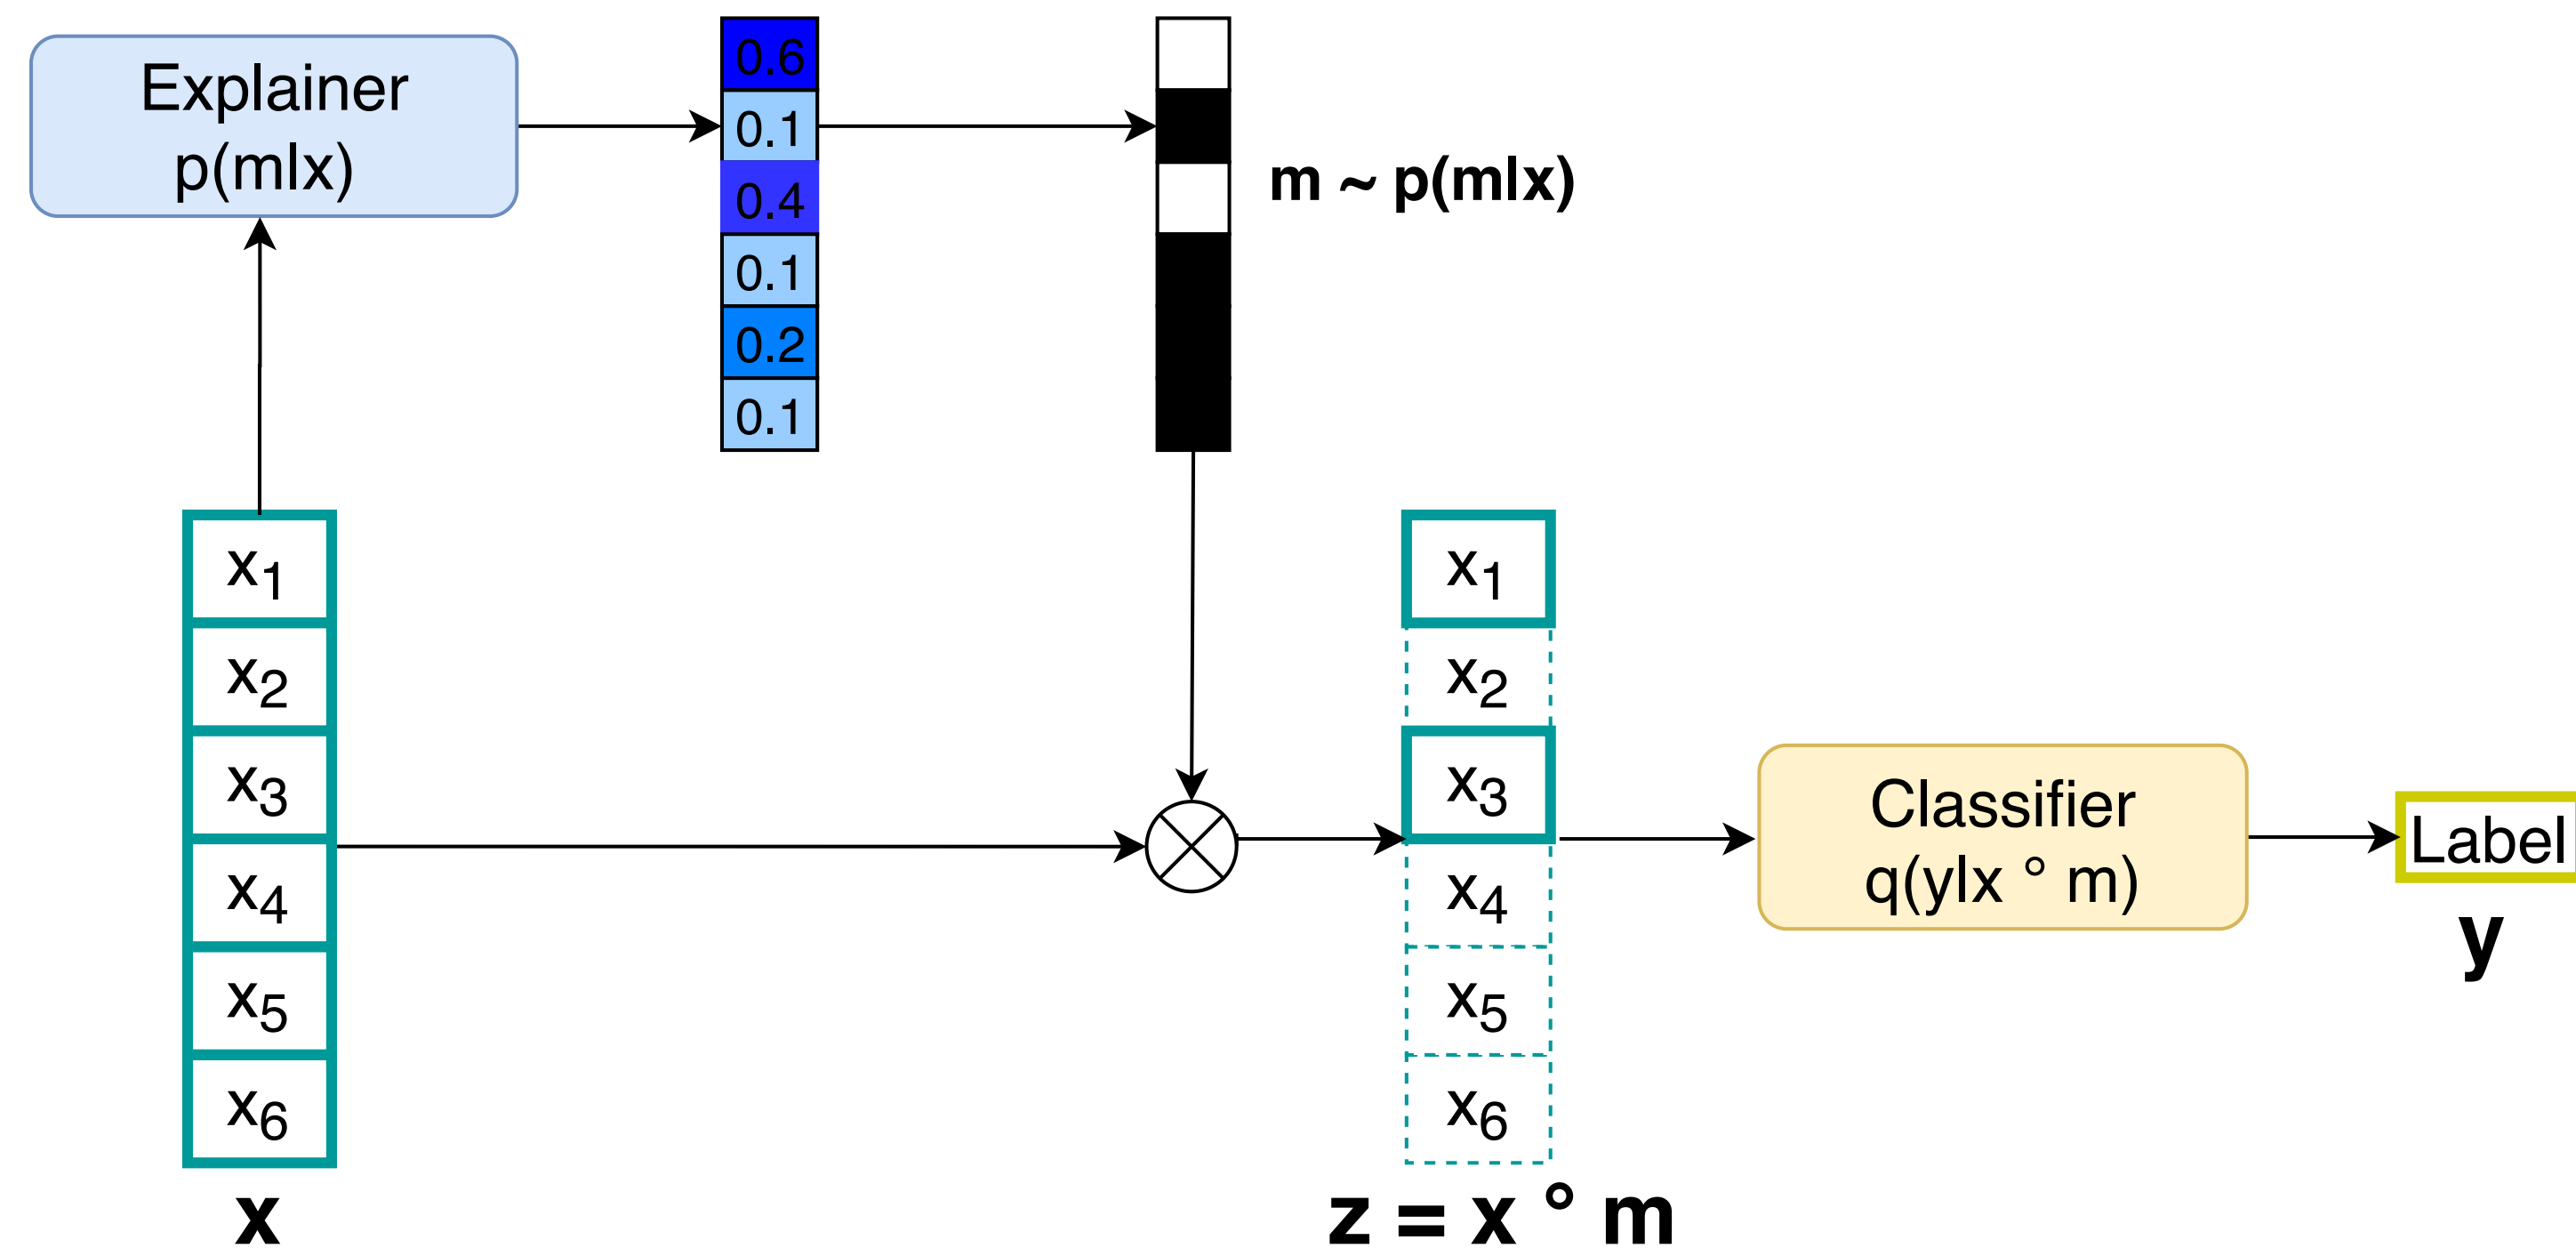 Explainer
p(m|x)
0.6
0.1
0.4
0.1
0.2
0.1
m ~ p(m|x)
x1
x2
x3
x4
x5
x6
x
x1
x2
x3
x4
x5
x6
z = x ° m
Classifier
q(y|x ° m)
Label
y